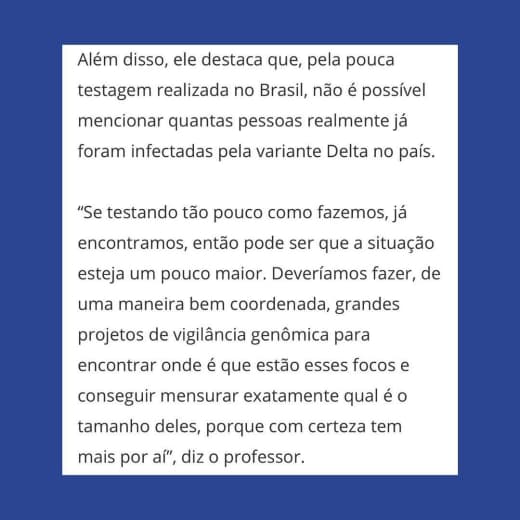 Além disso, ele destaca que, pela pouca
testagem realizada no Brasil, não é possível
mencionar quantas pessoas realmente já
foram infectadas pela variante Delta no país.
“Se testando tão pouco como fazemos, já
encontramos, então pode ser que a situação
esteja um pouco maior. Deveríamos fazer, de
uma maneira bem coordenada, grandes
projetos de vigilância genômica para
encontrar onde é que estão esses focos e
conseguir mensurar exatamente qual é o
tamanho deles, porque com certeza tem
mais por aí”, diz o professor.